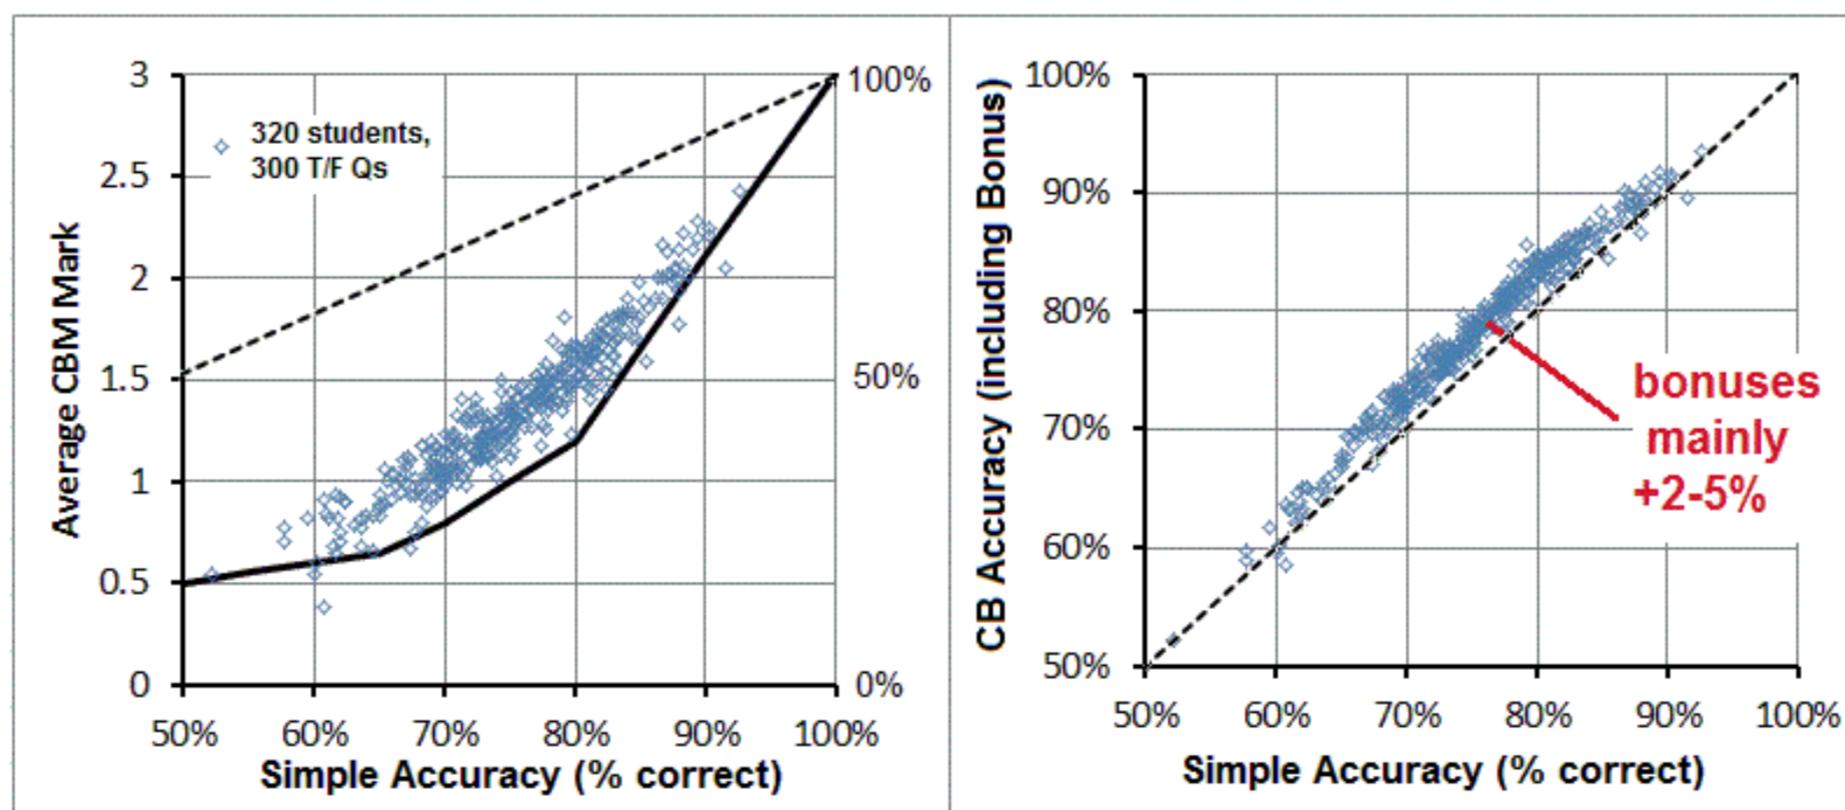 3
2.5
2
1.5
1
0.5
0
Average CBM Mark
320 students,
300 T/F Qs
100%
50%
0%
50% 60% 70% 80% 90% 100%
Simple Accuracy (% correct)
100%
90%
80%
70%
60%
50%
CB Accuracy (including Bonus)
bonuses
mainly
+2-5%
50% 60% 70% 80% 90% 100%
Simple Accuracy (% correct)